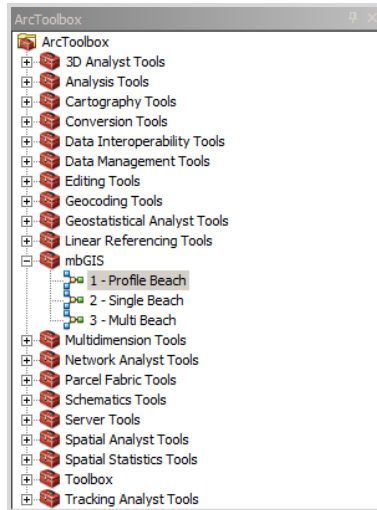 ArcToolbox
ArcToolbox
3D Analyst Tools
Analysis Tools
Cartography Tools
Conversion Tools
Data Interoperability Tools
Data Management Tools
Editing Tools
Geocoding Tools
Geostatistical Analyst Tools
Linear Referencing Tools
mbGIS
1 - Profile Beach
2 - Single Beach
3 - Multi Beach
Multidimension Tools
Network Analyst Tools
Parcel Fabric Tools
Schematics Tools
Server Tools
Spatial Analyst Tools
Spatial Statistics Tools
Toolbox
Tracking Analyst Tools